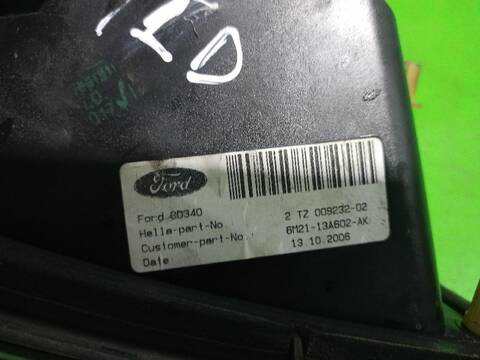 Ford
Ford CD340
Hella-part-No 2 TZ 009232-02
Customer-part-No. 6M21-13A602-AK
Date 13.10.2006